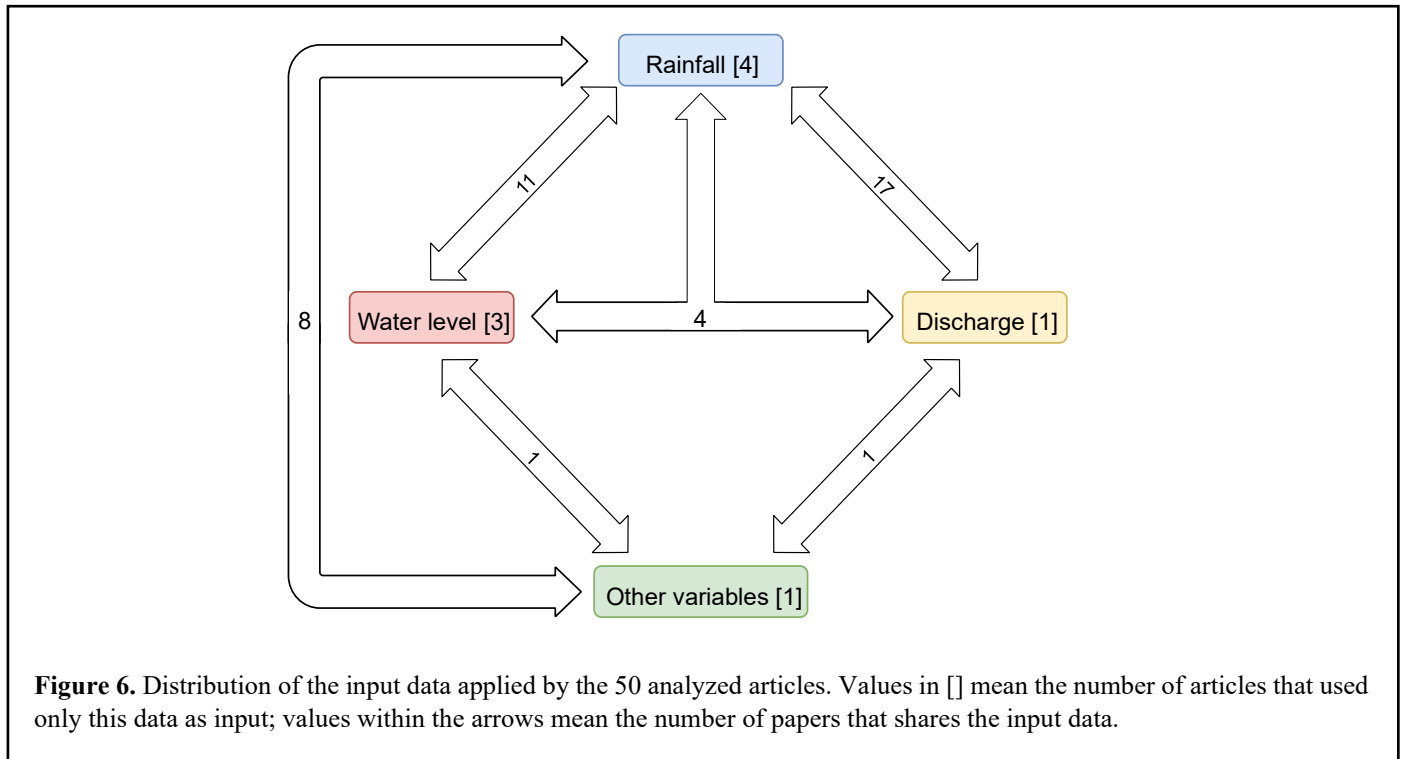 Rainfall [4]
11
17
8
Water level [3]
4
Discharge [1]
1
1
Other variables [1]
Figure 6. Distribution of the input data applied by the 50 analyzed articles. Values in [] mean the number of articles that used
only this data as input; values within the arrows mean the number of papers that shares the input data.